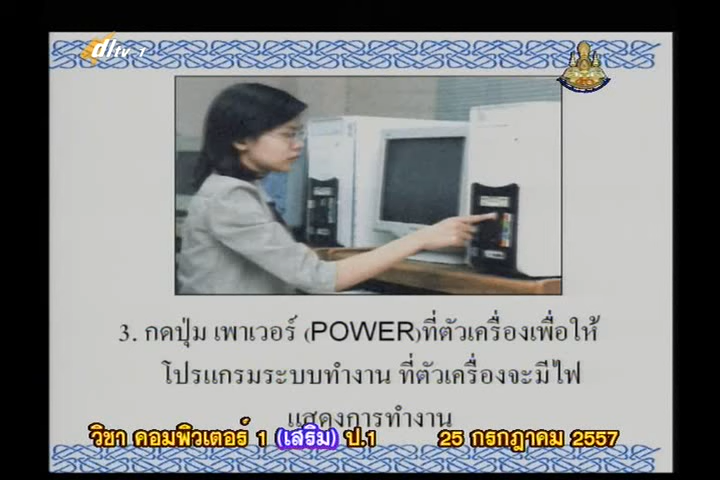 dltv-1
3. กดปุ่ม เพาเวอร์ (POWER)ที่ตัวเครื่องเพื่อให้
โปรแกรมระบบทำงาน ที่ตัวเครื่องจะมีไฟ
แสดงการทำงาน
วิชา คอมพิวเตอร์ 1 (เสริม) ป.1 25 กรกฎาคม 2557